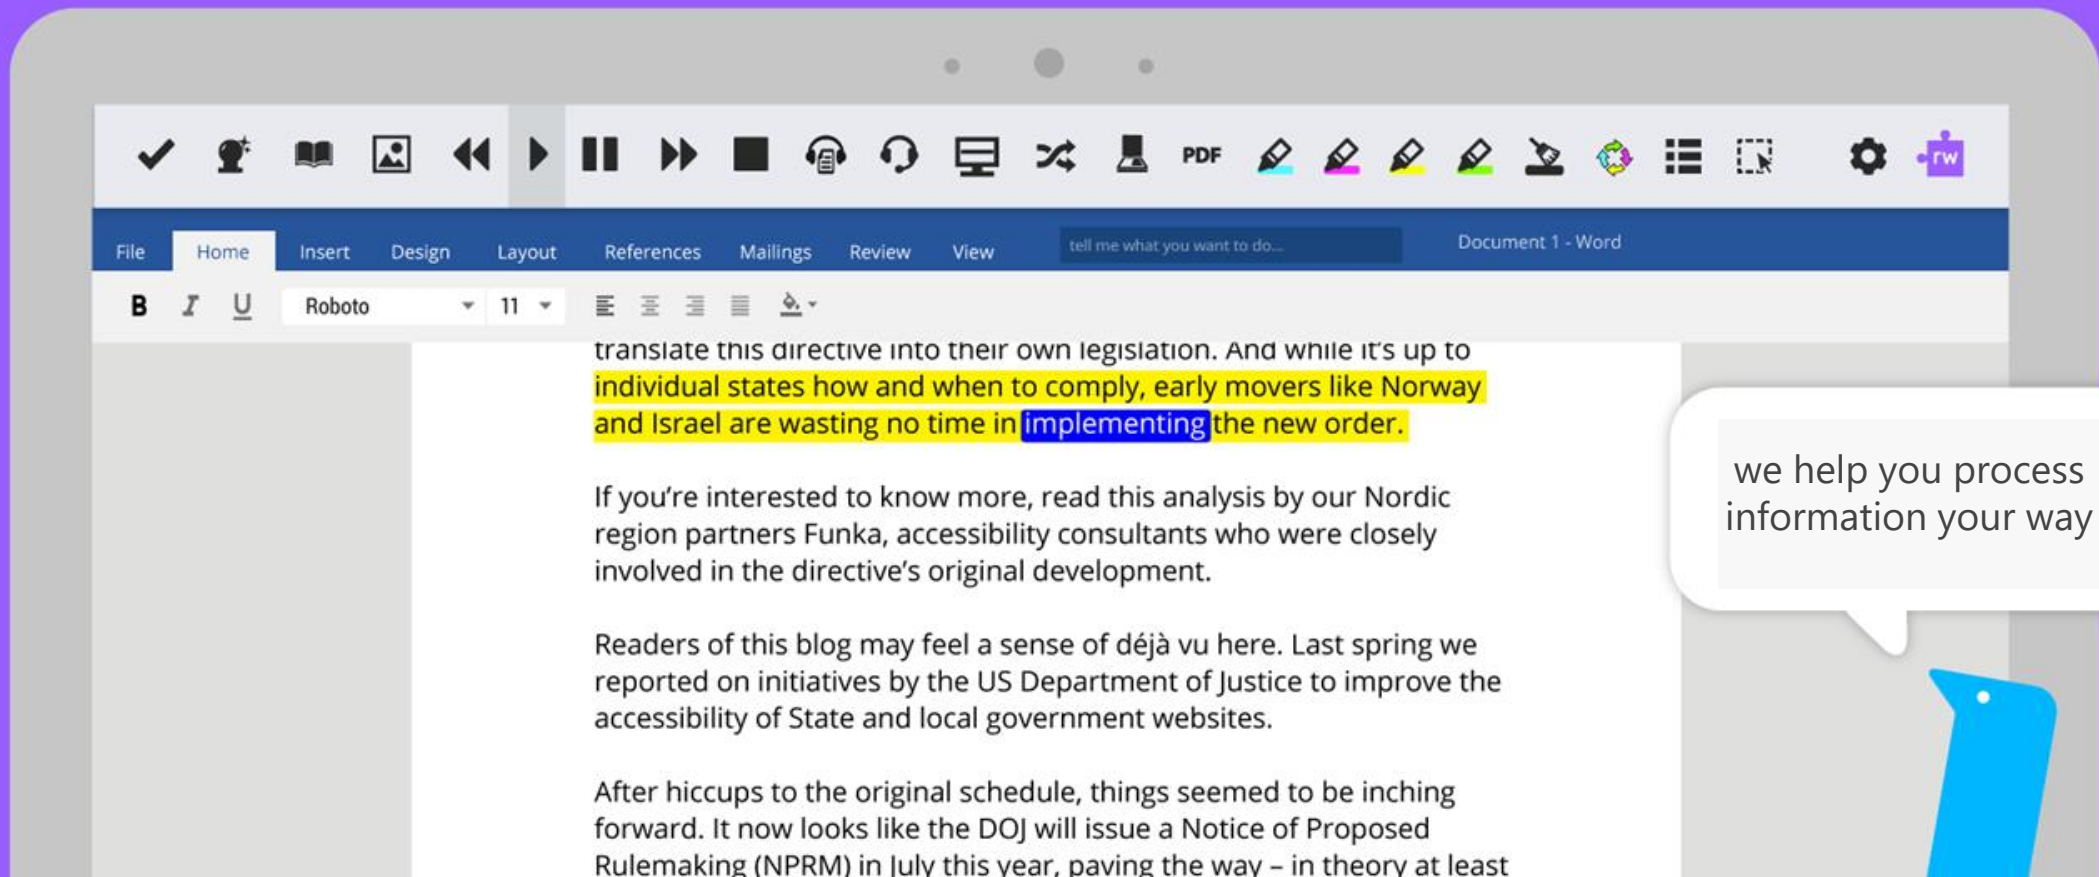 PDF
rw
File Home Insert Design Layout References Mailings Review View tell me what you want to do... Document 1 - Word
B I U Roboto 11
translate this directive into their own legislation. And while it's up to
individual states how and when to comply, early movers like Norway
and Israel are wasting no time in implementing the new order.
we help you process
information your way
If you're interested to know more, read this analysis by our Nordic
region partners Funka, accessibility consultants who were closely
involved in the directive's original development.
Readers of this blog may feel a sense of déjà vu here. Last spring we
reported on initiatives by the US Department of Justice to improve the
accessibility of State and local government websites.
After hiccups to the original schedule, things seemed to be inching
forward. It now looks like the DOJ will issue a Notice of Proposed
Rulemaking (NPRM) in July this year, paving the way – in theory at least